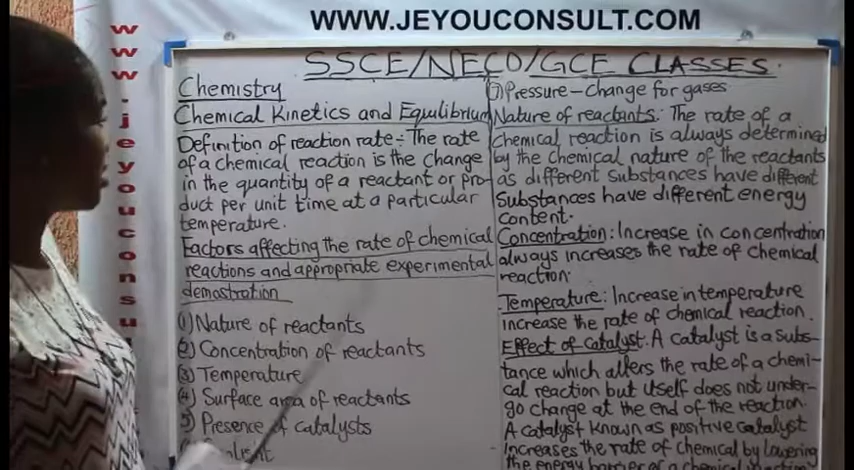 WWW.JEYOUCONSULT.COM
www.jeyouconsu
SSCE/NECO/GCE CLASSES
Chemistry
Chemical Kinetics and Equilibrium
Definition of reaction rate:- The rate
of a chemical reaction is the change
in the quantity of a reactant or pro-
duct per unit time at a particular
temperature.
Factors affecting the rate of chemical
reactions and appropriate experimental
demostration
(1) Nature of reactants
(2) Concentration of reactants
(3) Temperature
(4) Surface area of reactants
(5) Presence of catalysts
(7) Pressure – Change for gases
Nature of reactants: The rate of a
chemical reaction is always determined
by the chemical nature of the reactants
as different substances have different
Substances have different energy
content.
Concentration: Increase in concentration
always increases the rate of chemical
reaction.
Temperature: Increase in temperature
increase the rate of chemical reaction.
Effect of catalyst. A catalyst is a subs-
tance which alters the rate of a chemi-
cal reaction but itself does not under-
go change at the end of the reaction.
A catalyst known as positive catalyst
increases the rate of chemical by lowering
the energy barrier of a chemical